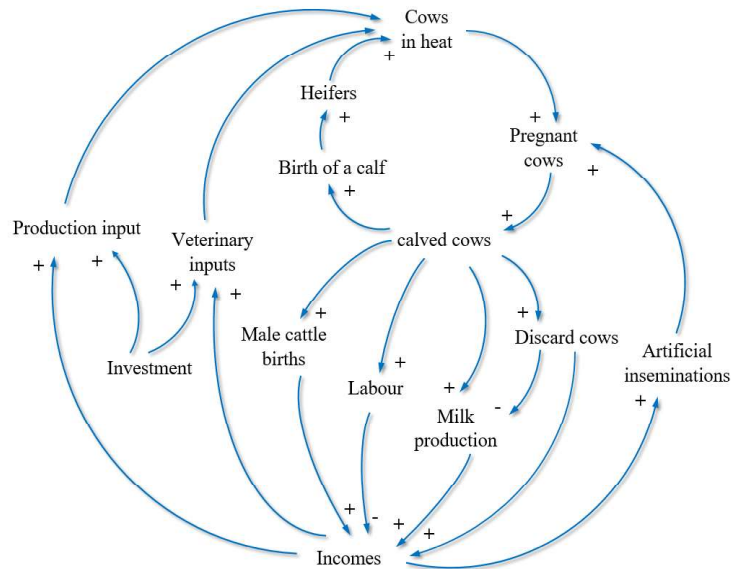 Cows
in heat
+
Heifers
+
+
Pregnant
cows
Birth of a calf
+
+
+
Production input
Veterinary
inputs
calved cows
+
+
+
+
+
+
Male cattle
births
Discard cows
Investment
+
Artificial
inseminations
Labour
+
-
+
Milk
production
+
-
+
+
Incomes